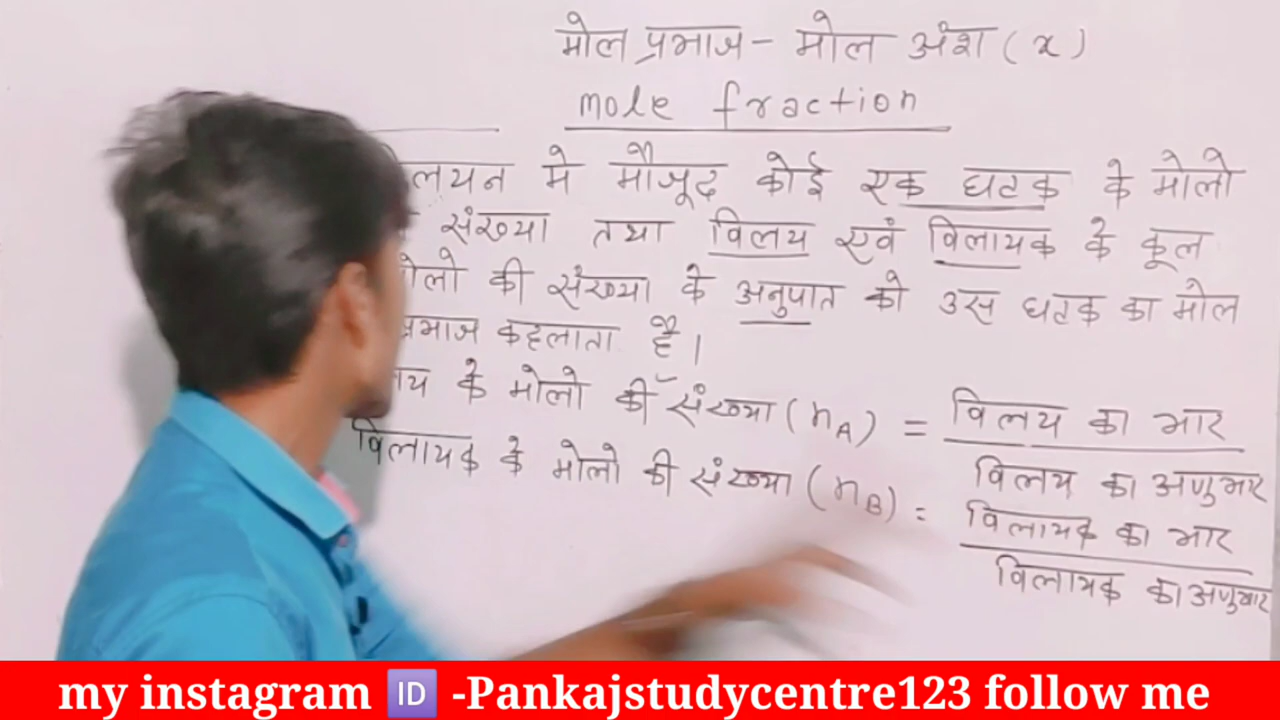 मोल प्रभाज - मोल अंश ( x )
mole fraction
लयन मे मौजूद कोई एक घटक के मोलो
संख्या तथा विलय एवं विलायक के कूल
ोलो की संख्या के अनुपात को उस घटक का मोल
प्रभाज कहलाता है।
य के मोलो की संख्या ( nA ) = विलय का भार
विलय का अणुभार
विलायक के मोलो की संख्या ( nB ) = विलायक का भार
विलायक का अणुभार
my instagram 🆔 -Pankajstudycentre123 follow me